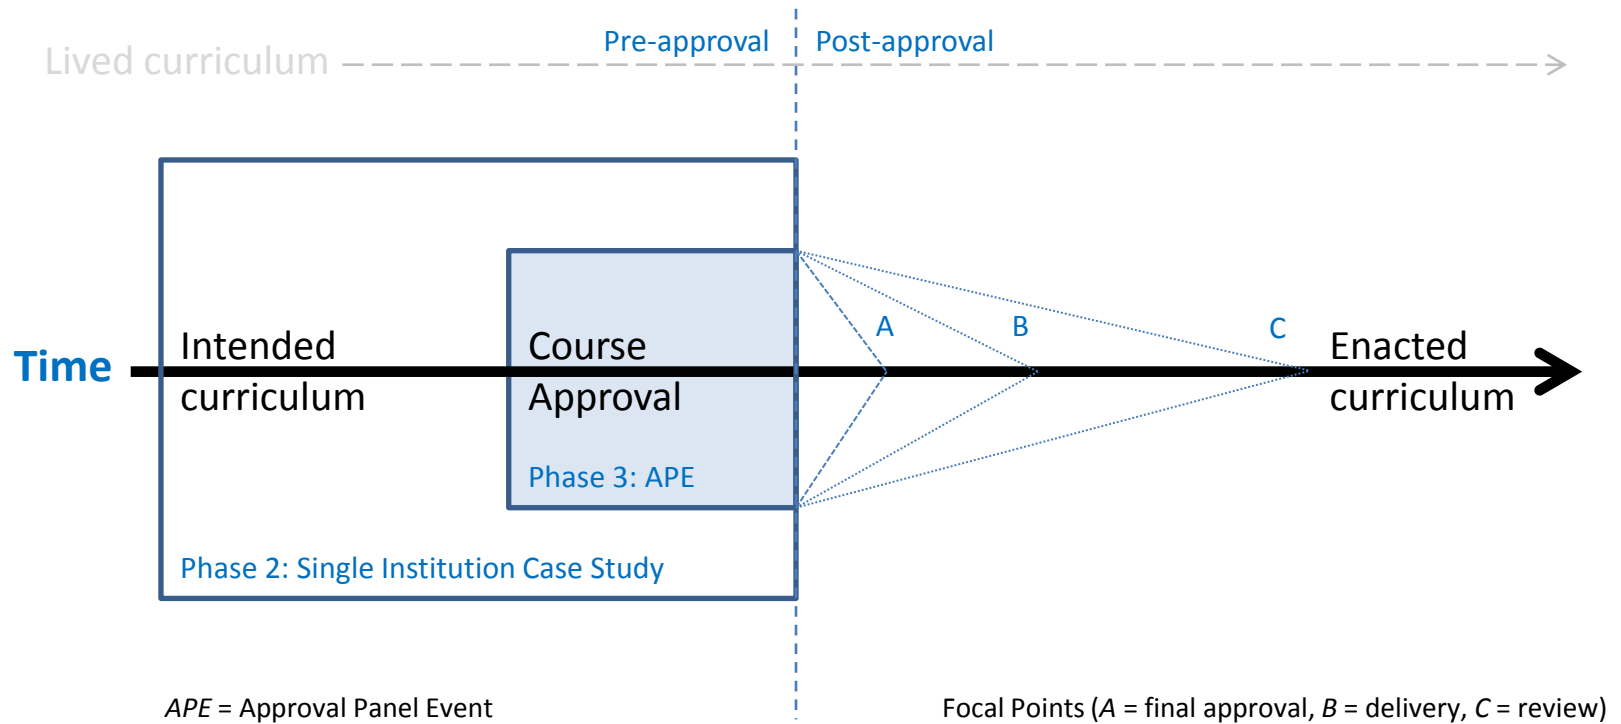 Pre-approval
Post-approval
Lived curriculum
Time
Intended
curriculum
Course
Approval
A
B
C
Enacted
curriculum
Phase 3: APE
Phase 2: Single Institution Case Study
APE = Approval Panel Event
Focal Points (A = final approval, B = delivery, C = review)